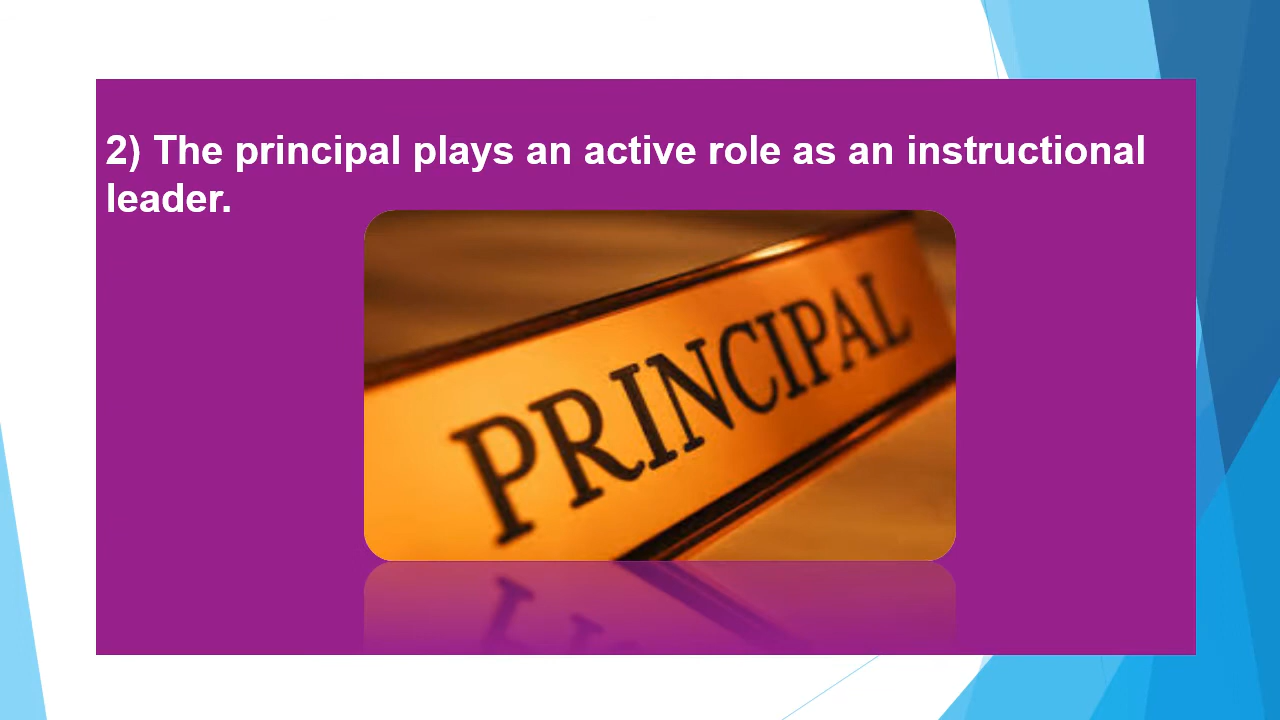 2) The principal plays an active role as an instructional
leader.
PRINCIPAL